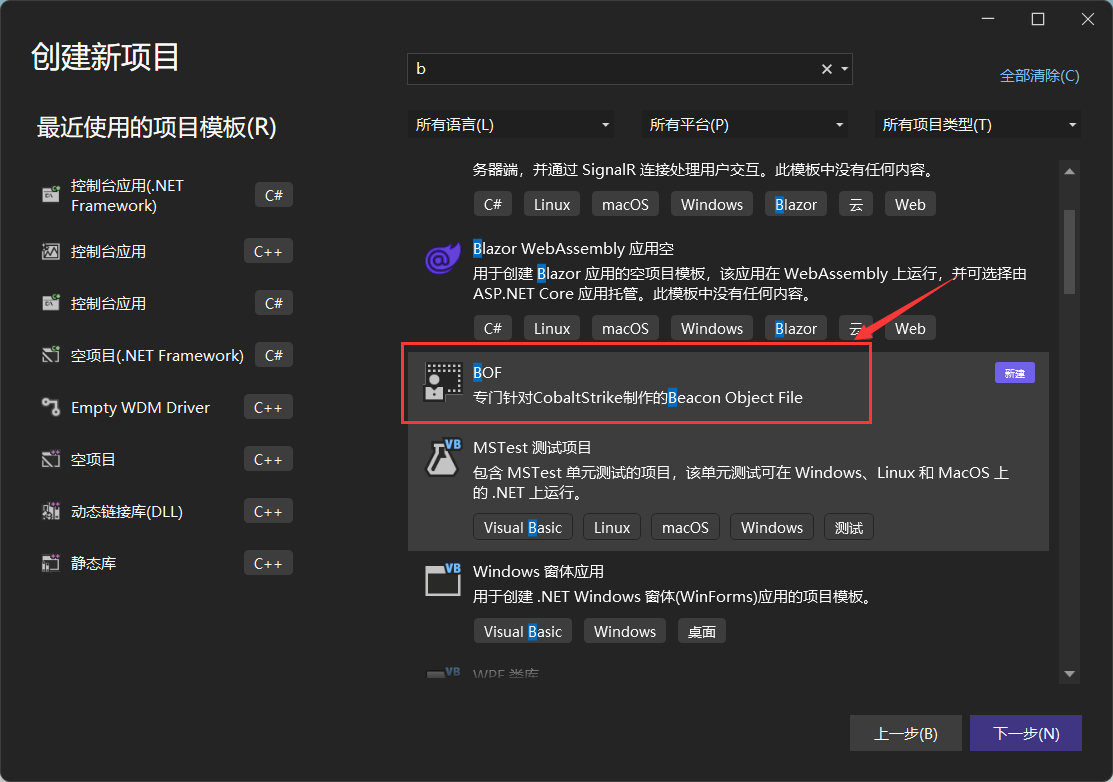 创建新项目
b
全部清除(C)
最近使用的项目模板(R)
所有语言(L)
所有平台(P)
所有项目类型(T)
控制台应用(.NET
Framework)
C#
控制台应用
C++
控制台应用
C#
空项目(.NET Framework)
C#
Empty WDM Driver
C++
空项目
C++
动态链接库(DLL)
C++
静态库
C++
务器端，并通过 SignalR 连接处理用户交互。此模板中没有任何内容。
C# Linux macOS Windows Blazor 云 Web
Blazor WebAssembly 应用空
用于创建 Blazor 应用的空项目模板，该应用在 WebAssembly 上运行，并可选择由
ASP.NET Core 应用托管。此模板中没有任何内容。
C# Linux macOS Windows Blazor 云 Web
BOF
新建
专门针对CobaltStrike制作的Beacon Object File
VB
MSTest 测试项目
包含 MSTest 单元测试的项目，该单元测试可在 Windows、Linux 和 MacOS 上
的 .NET 上运行。
Visual Basic Linux macOS Windows 测试
VB
Windows 窗体应用
用于创建 .NET Windows 窗体(WinForms)应用的项目模板。
Visual Basic Windows 桌面
VB
WPF 类库
上一步(B)
下一步(N)